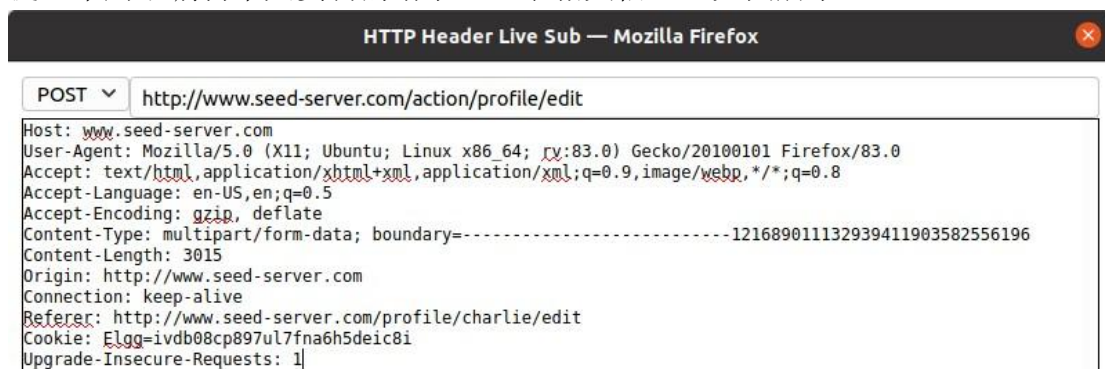 HTTP Header Live Sub — Mozilla Firefox
POST http://www.seed-server.com/action/profile/edit
Host: www.seed-server.com
User-Agent: Mozilla/5.0 (X11; Ubuntu; Linux x86_64; rv:83.0) Gecko/20100101 Firefox/83.0
Accept: text/html,application/xhtml+xml,application/xml;q=0.9,image/webp,*/*;q=0.8
Accept-Language: en-US,en;q=0.5
Accept-Encoding: gzip, deflate
Content-Type: multipart/form-data; boundary=---------------------------121689011132939411903582556196
Content-Length: 3015
Origin: http://www.seed-server.com
Connection: keep-alive
Referer: http://www.seed-server.com/profile/charlie/edit
Cookie: Elgg=ivdb08cp897ul7fna6h5deic8i
Upgrade-Insecure-Requests: 1